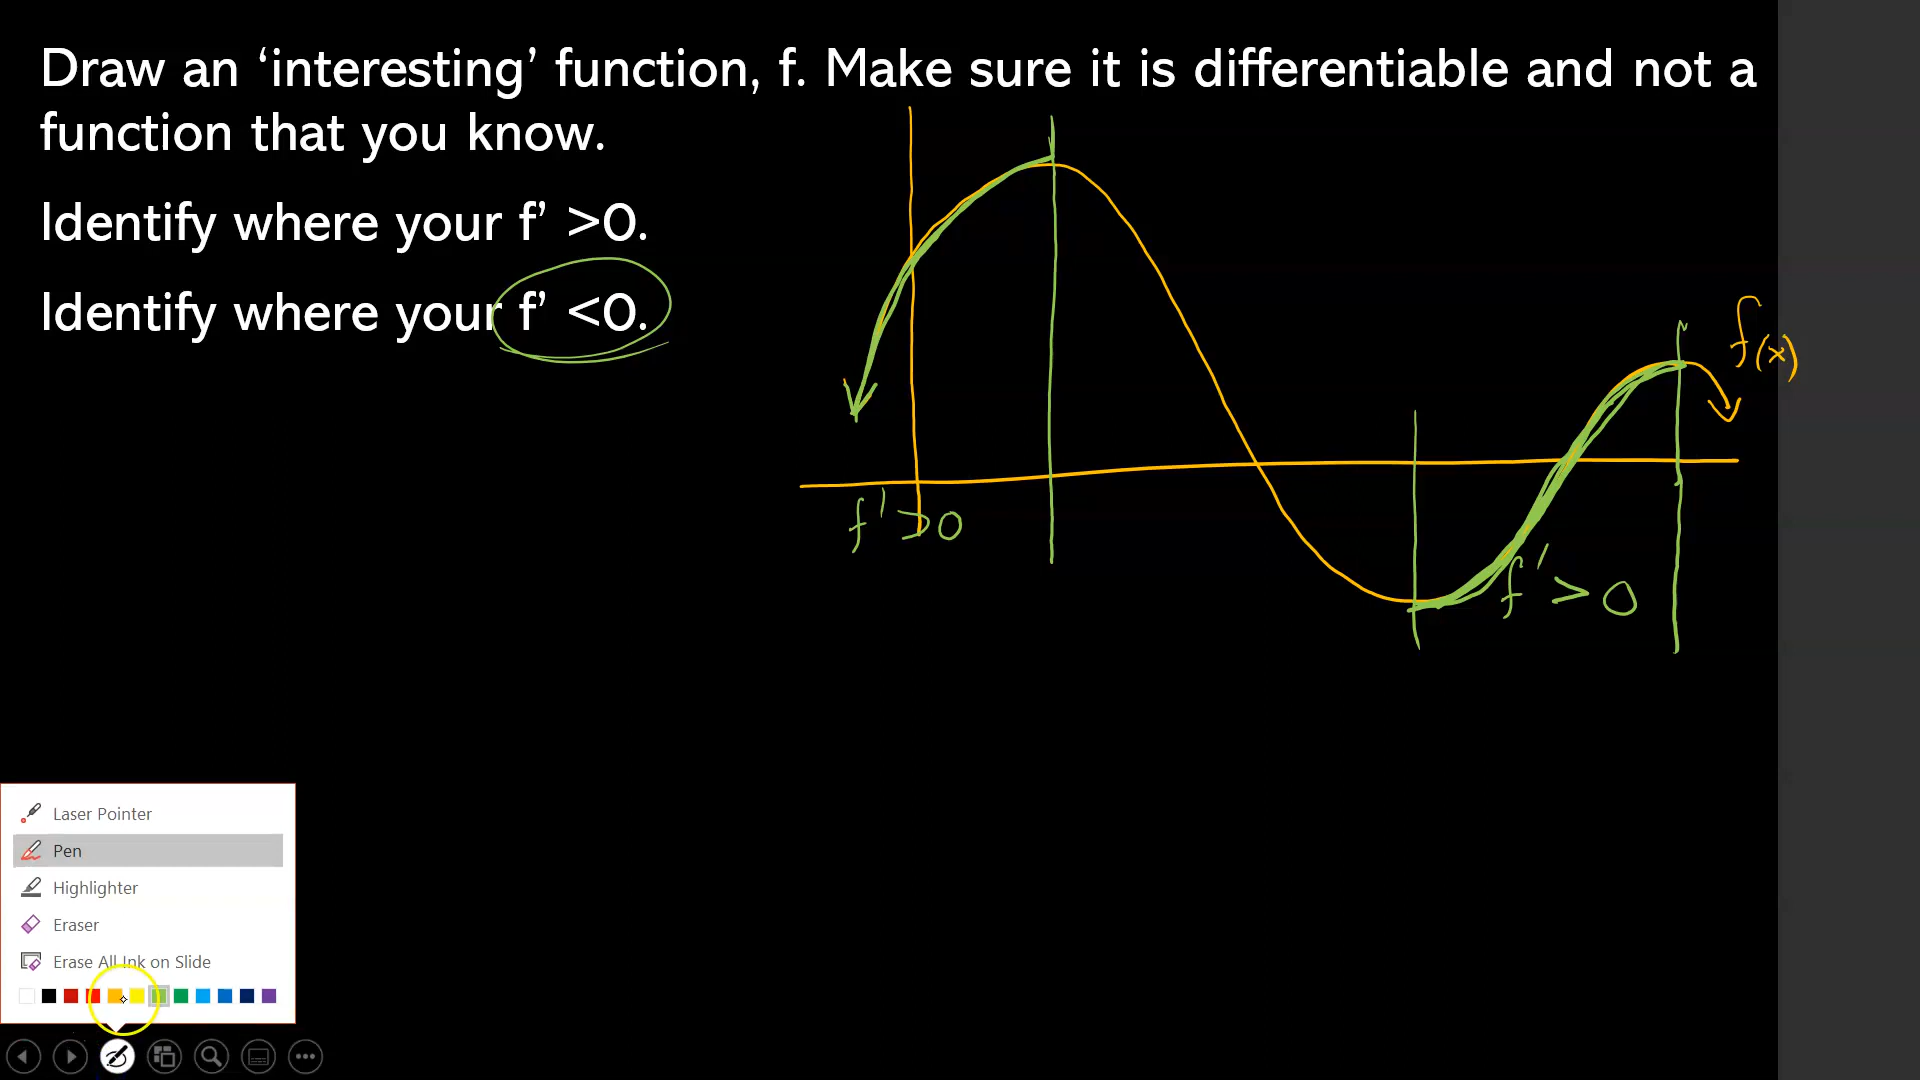 Draw an ‘interesting’ function, f. Make sure it is differentiable and not a
function that you know.
Identify where your f’ >0.
Identify where your f’ <0.
f(x)
f' >0
f' > 0
Laser Pointer
Pen
Highlighter
Eraser
Erase All Ink on Slide